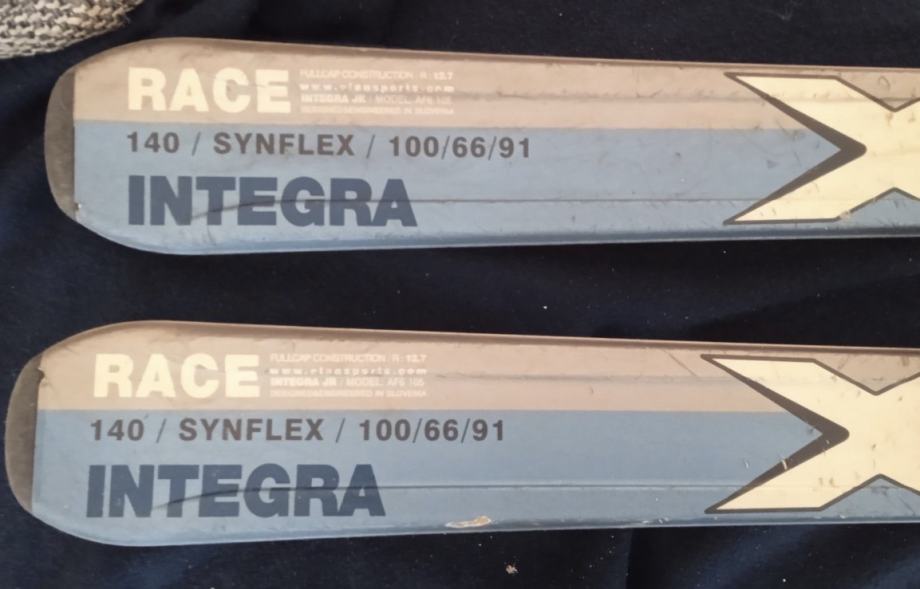 RACE
FULLCAP CONSTRUCTION / R: 12.7
www.elansports.com
INTEGRA JR / MODEL: AFS 105
DESIGNED&ENGINEERED IN SLOVENIA
140 / SYNFLEX / 100/66/91
INTEGRA
RACE
FULLCAP CONSTRUCTION / R: 12.7
www.elansports.com
INTEGRA JR / MODEL: AFS 105
DESIGNED&ENGINEERED IN SLOVENIA
140 / SYNFLEX / 100/66/91
INTEGRA